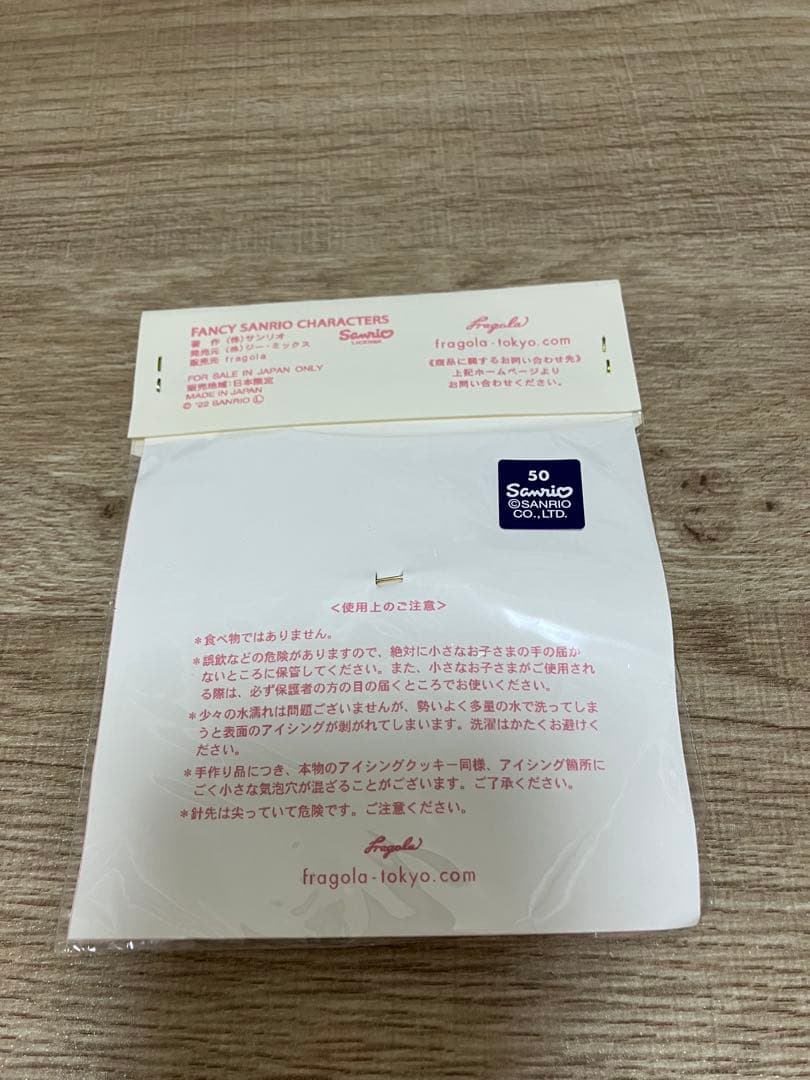 FANCY SANRIO CHARACTERS
著 作 (株)サンリオ
発売元 (株)ジー・ミックス
販売先 fragola
Sanrio
LICENSE
FOR SALE IN JAPAN ONLY
販売地域:日本限定
MADE IN JAPAN
© '22 SANRIO Ⓛ
Fragola
fragola-tokyo.com
《商品に関するお問い合わせ先》
上記ホームページより
お問い合わせください。
50
Sanrio
©SANRIO
CO.,LTD.
<使用上のご注意>
*食べ物ではありません。
*誤飲などの危険がありますので、絶対に小さなお子さまの手の届か
ないところに保管してください。また、小さなお子さまがご使用され
る際は、必ず保護者の方の目の届くところでお使いください。
*少々の水濡れは問題ございませんが、勢いよく多量の水で洗ってしま
うと表面のアイシングが剝がれてしまいます。洗濯はかたくお避けく
ださい。
*手作り品につき、本物のアイシングクッキー同様、アイシング箇所に
ごく小さな気泡穴が混ざることがございます。ご了承ください。
*針先は尖っていて危険です。ご注意ください。
Fragola
fragola-tokyo.com